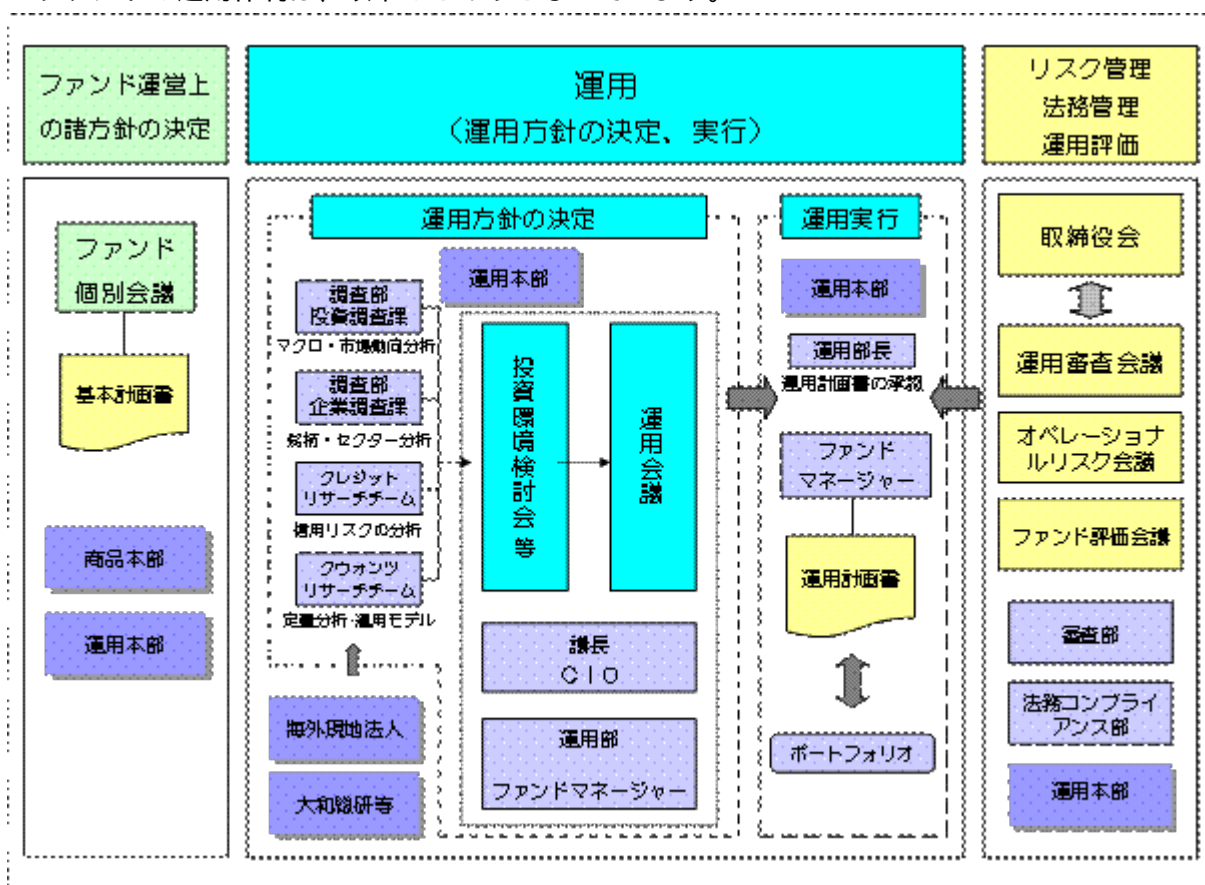 ファンド運営上
の諸方針の決定
運用
（運用方針の決定、実行）
リスク管理
法務管理
運用評価
ファンド
個別会議
基本計画書
商品本部
運用本部
運用方針の決定
運用本部
調査部
投資調査課
マクロ・市場動向分析
調査部
企業調査課
銘柄・セクター分析
クレジット
リサーチチーム
信用リスクの分析
クウォンツ
リサーチチーム
定量分析・運用モデル
海外現地法人
大和総研等
投資環境検討会等
運用会議
議長
ＣＩＯ
運用部
ファンドマネージャー
運用実行
運用本部
運用部長
運用計画書の承認
ファンド
マネージャー
運用計画書
ポートフォリオ
取締役会
運用審査会議
オペレーショナ
ルリスク会議
ファンド評価会議
審査部
法務コンプライ
アンス部
運用本部